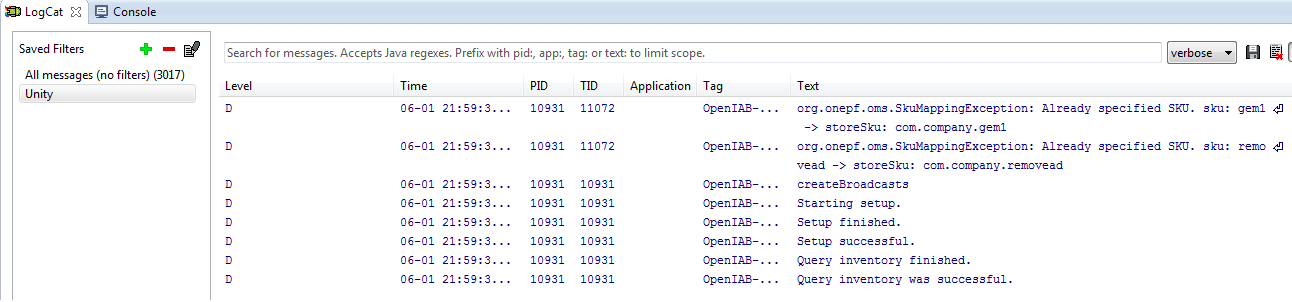 LogCat Console
Saved Filters
Search for messages. Accepts Java regexes. Prefix with pid:, app:, tag: or text: to limit scope. verbose
All messages (no filters) (3017)
Unity
Level Time PID TID Application Tag Text
D 06-01 21:59:3... 10931 11072 OpenIAB-... org.onepf.oms.SkuMappingException: Already specified SKU. sku: gem1
-> storeSku: com.company.gem1
D 06-01 21:59:3... 10931 11072 OpenIAB-... org.onepf.oms.SkuMappingException: Already specified SKU. sku: remo
vead -> storeSku: com.company.removead
D 06-01 21:59:3... 10931 10931 OpenIAB-... createBroadcasts
D 06-01 21:59:3... 10931 10931 OpenIAB-... Starting setup.
D 06-01 21:59:3... 10931 10931 OpenIAB-... Setup finished.
D 06-01 21:59:3... 10931 10931 OpenIAB-... Setup successful.
D 06-01 21:59:3... 10931 10931 OpenIAB-... Query inventory finished.
D 06-01 21:59:3... 10931 10931 OpenIAB-... Query inventory was successful.